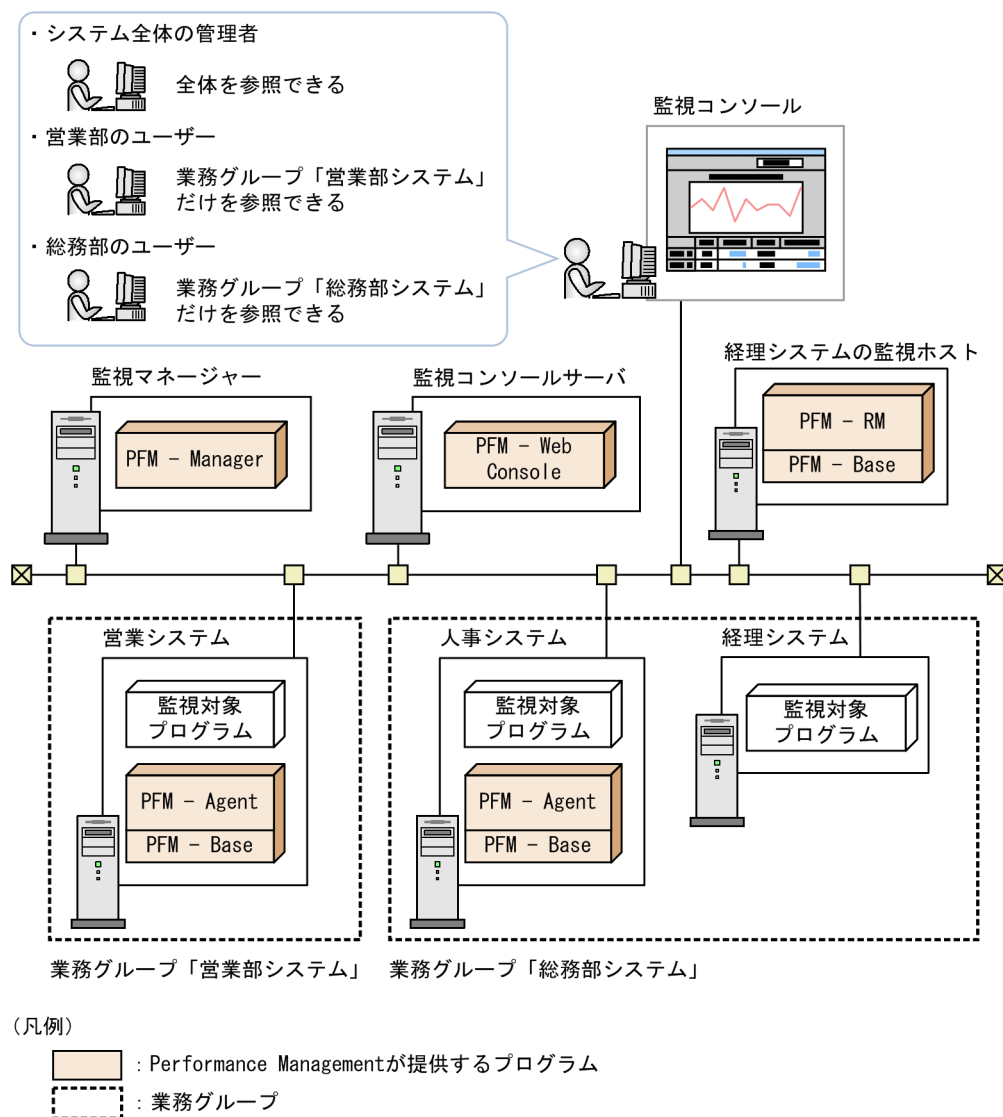 ・システム全体の管理者
全体を参照できる
・営業部のユーザー
業務グループ「営業部システム」
だけを参照できる
・総務部のユーザー
業務グループ「総務部システム」
だけを参照できる
監視コンソール
監視マネージャー
PFM － Manager
監視コンソールサーバ
PFM － Web
Console
経理システムの監視ホスト
PFM － RM
PFM － Base
営業システム
監視対象
プログラム
PFM － Agent
PFM － Base
人事システム
監視対象
プログラム
PFM － Agent
PFM － Base
経理システム
監視対象
プログラム
業務グループ「営業部システム」
業務グループ「総務部システム」
（凡例）
：Performance Managementが提供するプログラム
：業務グループ